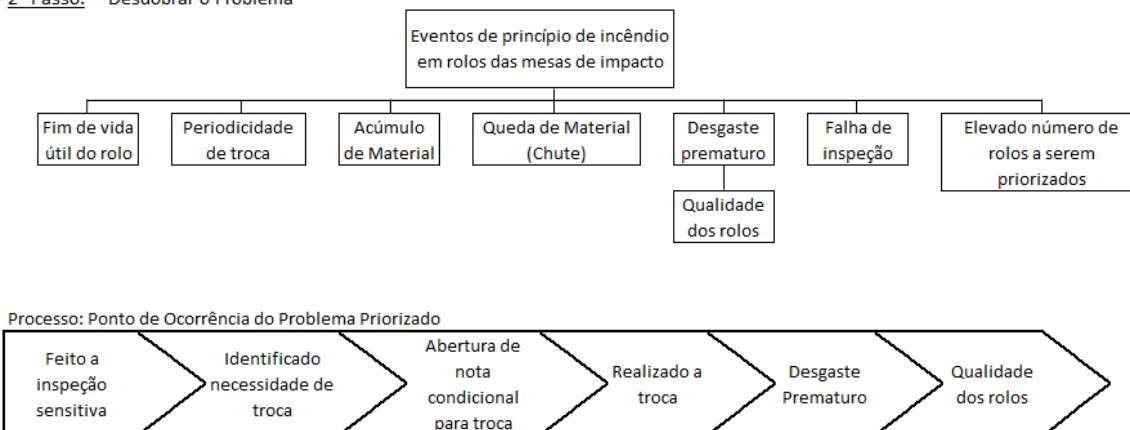 2º Passo: Desdobrar o Problema
Eventos de princípio de incêndio
em rolos das mesas de impacto
Fim de vida
útil do rolo
Periodicidade
de troca
Acúmulo
de Material
Queda de Material
(Chute)
Desgaste
prematuro
Falha de
inspeção
Elevado número de
rolos a serem
priorizados
Qualidade
dos rolos
Processo: Ponto de Ocorrência do Problema Priorizado
Feito a
inspeção
sensitiva
Identificado
necessidade de
troca
Abertura de
nota
condicional
para troca
Realizado a
troca
Desgaste
Prematuro
Qualidade
dos rolos